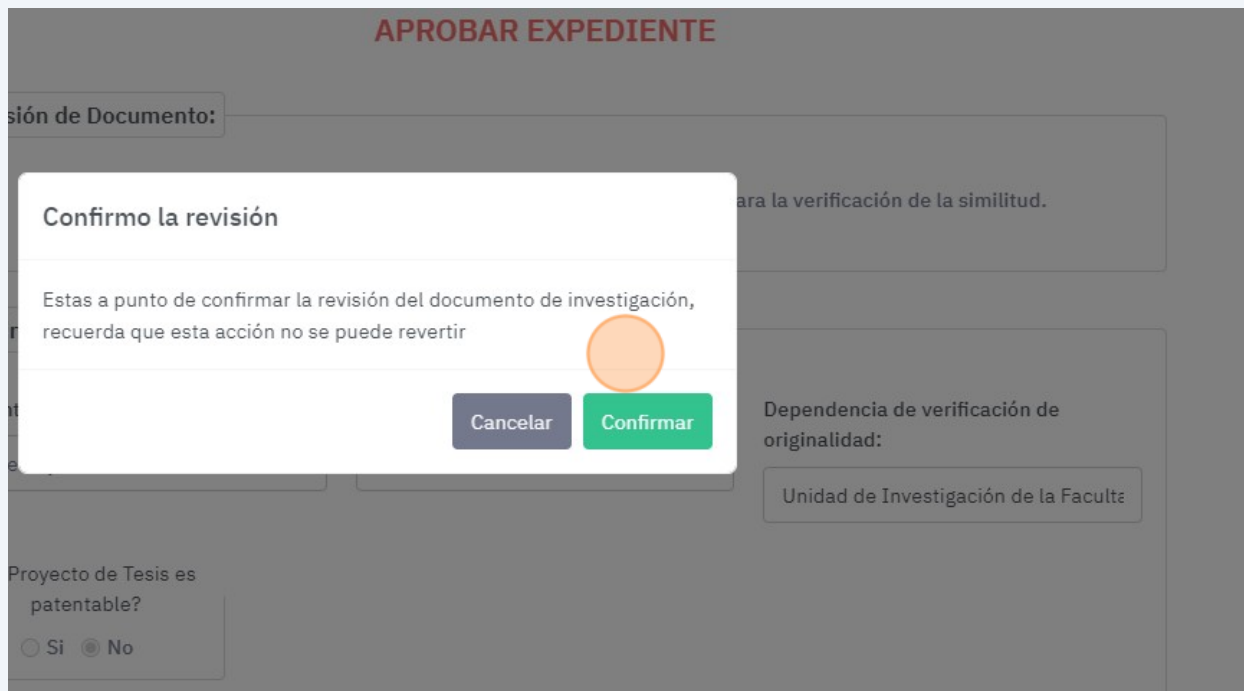 APROBAR EXPEDIENTE
sión de Documento:
Confirmo la revisión
ara la verificación de la similitud.
Estas a punto de confirmar la revisión del documento de investigación,
recuerda que esta acción no se puede revertir
Cancelar
Confirmar
Dependencia de verificación de
originalidad:
Unidad de Investigación de la Faculta
Proyecto de Tesis es
patentable?
Si
No